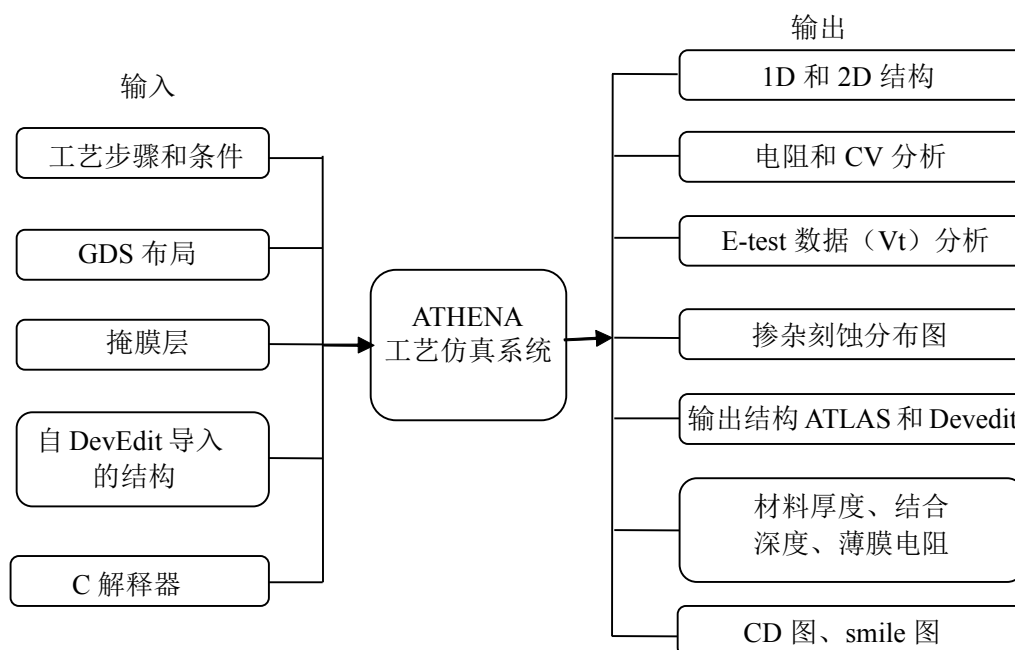 输入
工艺步骤和条件
GDS 布局
掩膜层
自 DevEdit 导入
的结构
C 解释器
ATHENA
工艺仿真系统
输出
1D 和 2D 结构
电阻和 CV 分析
E-test 数据（Vt）分析
掺杂刻蚀分布图
输出结构 ATLAS 和 Devedit
材料厚度、结合
深度、薄膜电阻
CD 图、smile 图